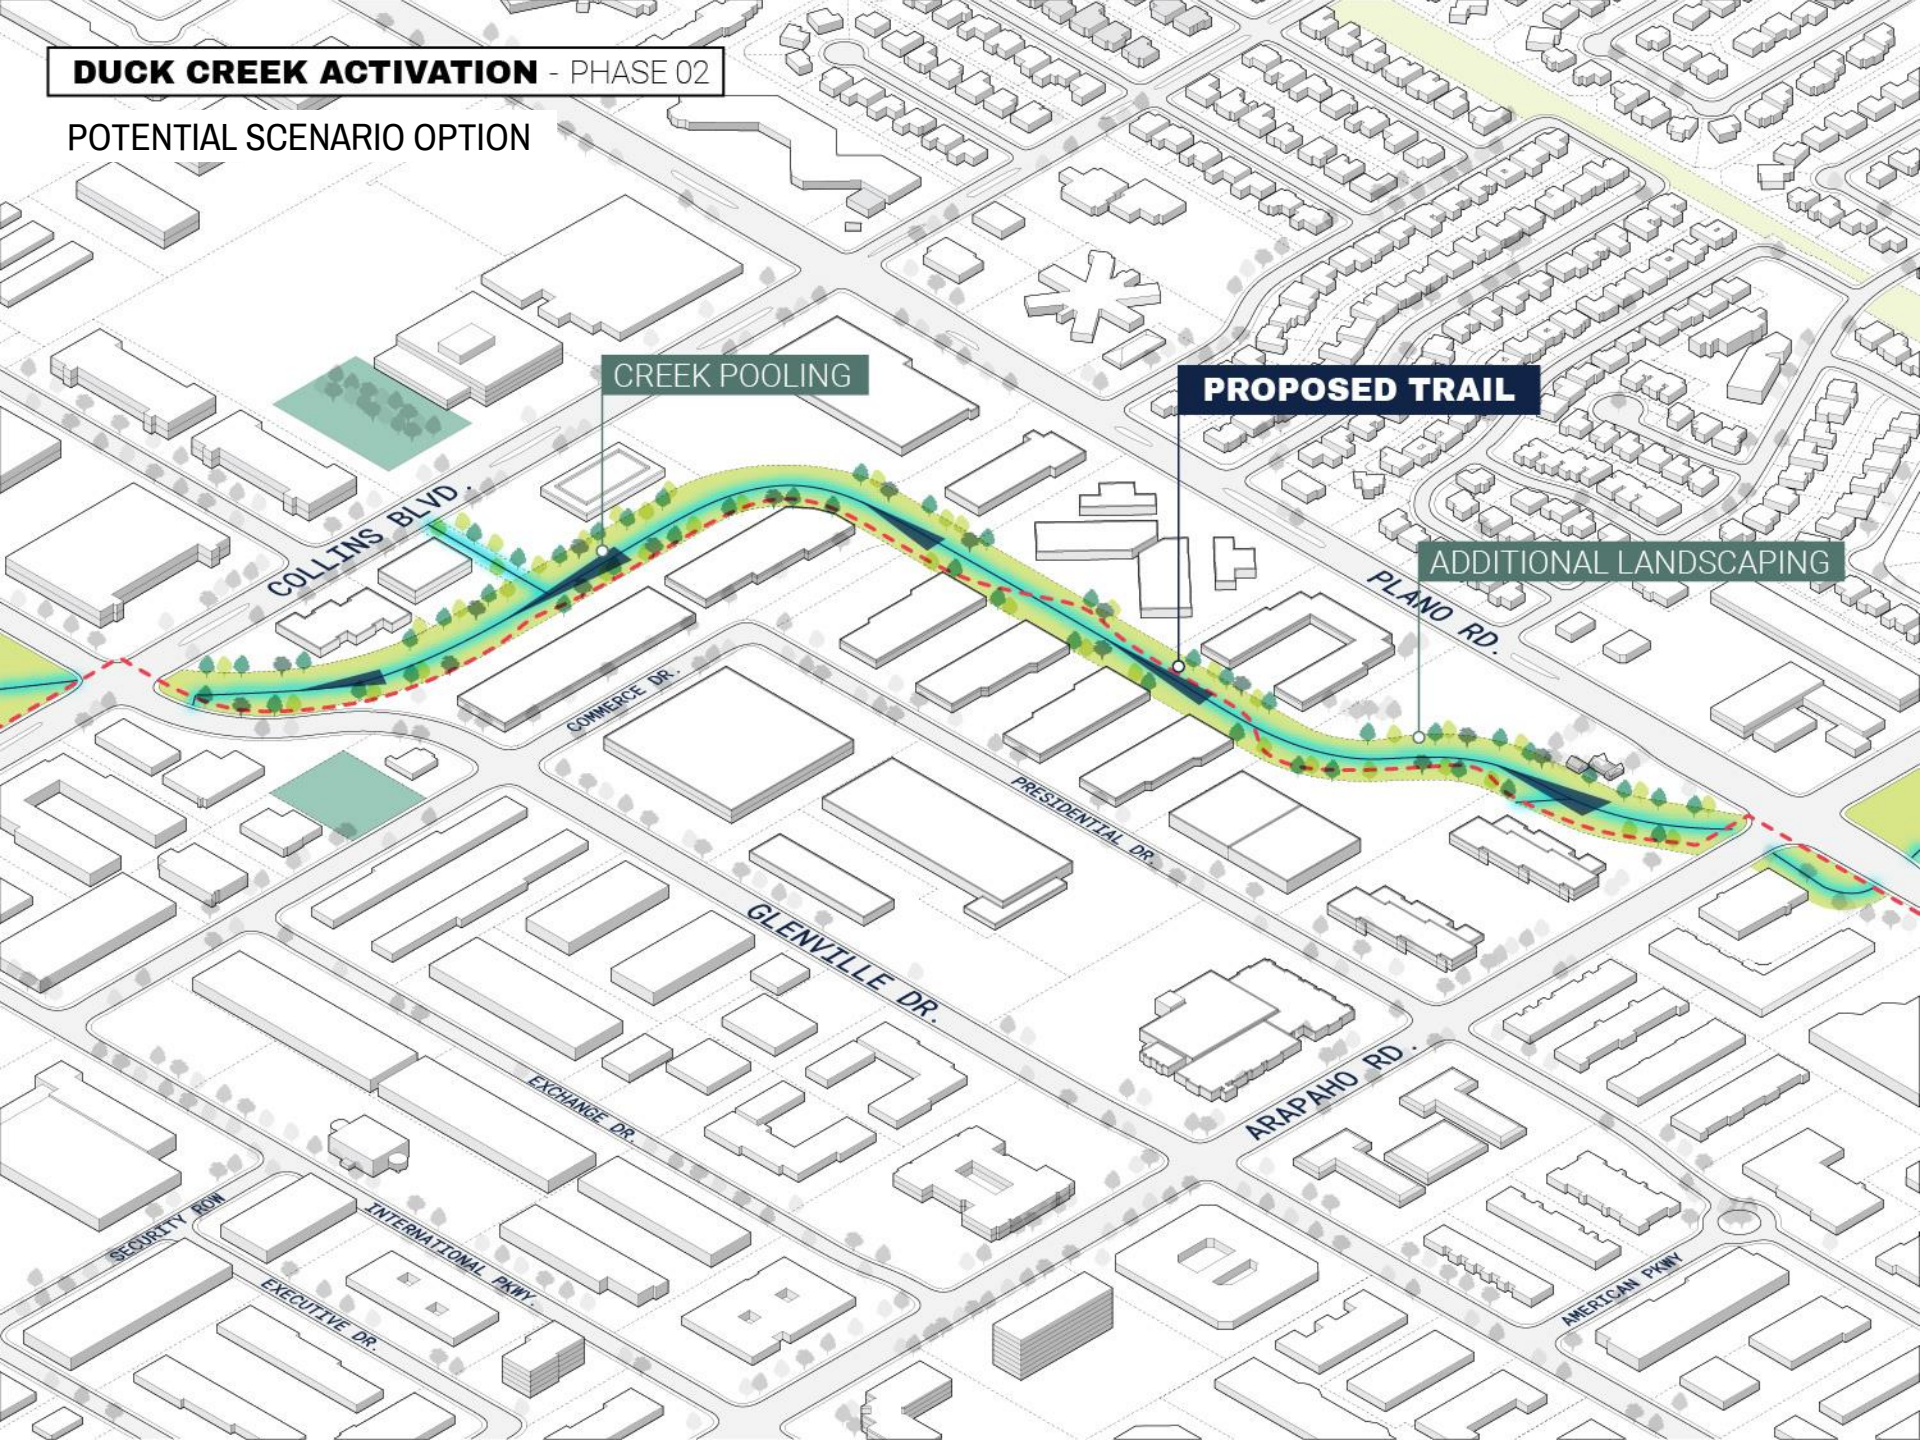 DUCK CREEK ACTIVATION - PHASE 02
POTENTIAL SCENARIO OPTION
CREEK POOLING
PROPOSED TRAIL
COLLINS BLVD.
ADDITIONAL LANDSCAPING
PLANO RD.
COMMERCE DR.
PRESIDENTIAL DR.
GLENVILLE DR.
ARAPAHO RD.
EXCHANGE DR.
SECURITY ROW
INTERNATIONAL PKWY.
EXECUTIVE DR.
AMERICAN PKWY